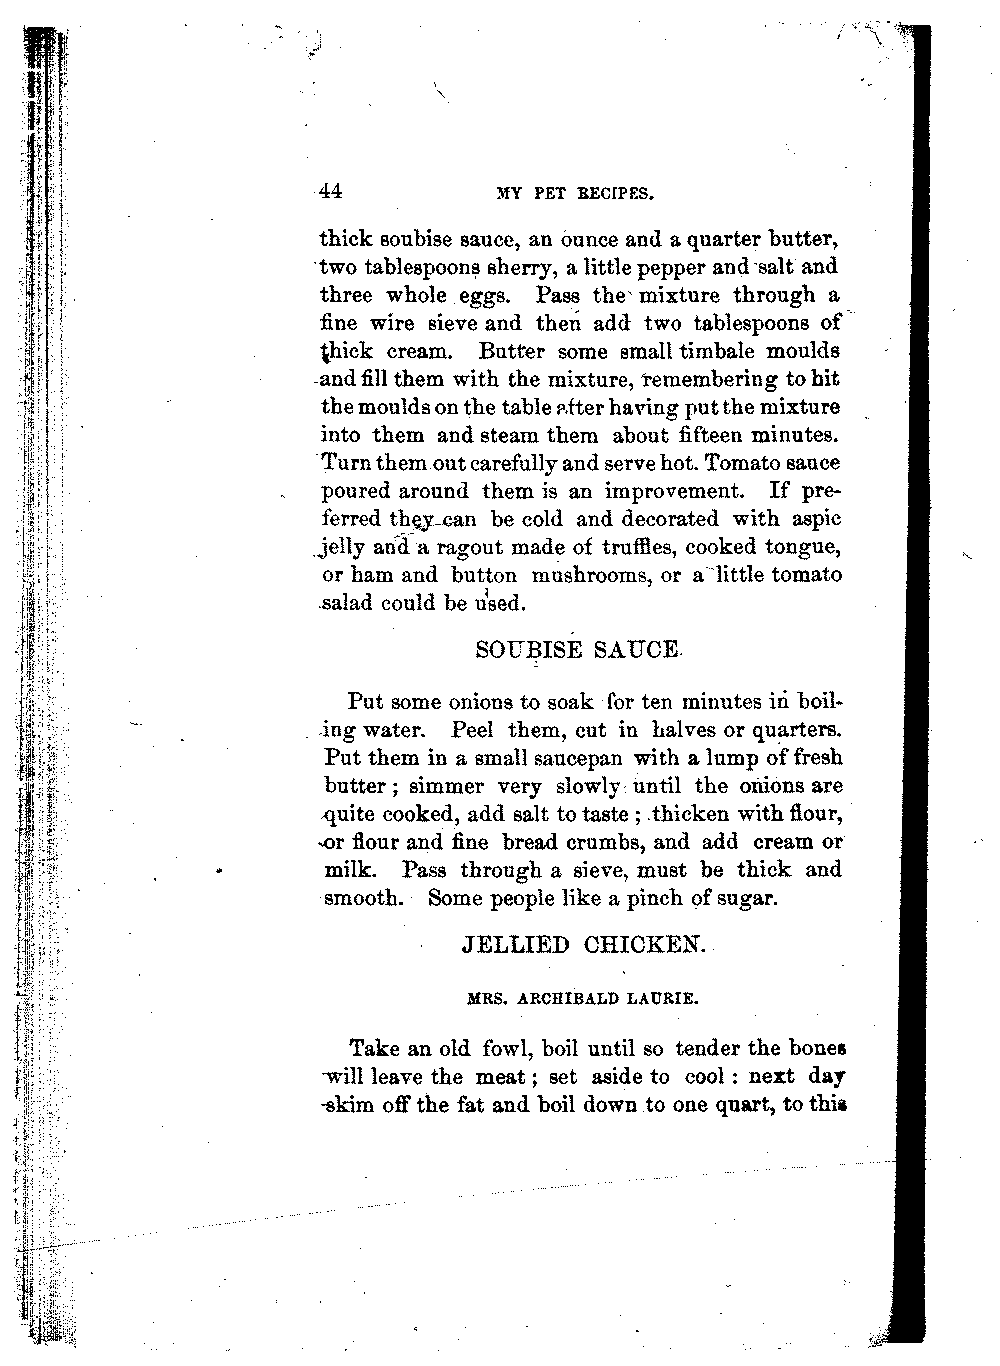 44 MY PET RECIPES.
thick soubise sauce, an ounce and a quarter butter,
two tablespoons sherry, a little pepper and salt and
three whole eggs. Pass the mixture through a
fine wire sieve and then add two tablespoons of
thick cream. Butter some small timbale moulds
and fill them with the mixture, remembering to hit
the moulds on the table after having put the mixture
into them and steam them about fifteen minutes.
Turn them out carefully and serve hot. Tomato sauce
poured around them is an improvement. If pre-
ferred they can be cold and decorated with aspic
jelly and a ragout made of truffles, cooked tongue,
or ham and button mushrooms, or a little tomato
salad could be used.
SOUBISE SAUCE.
Put some onions to soak for ten minutes in boil-
ing water. Peel them, cut in halves or quarters.
Put them in a small saucepan with a lump of fresh
butter ; simmer very slowly until the onions are
quite cooked, add salt to taste ; thicken with flour,
or flour and fine bread crumbs, and add cream or
milk. Pass through a sieve, must be thick and
smooth. Some people like a pinch of sugar.
JELLIED CHICKEN.
MRS. ARCHIBALD LAURIE.
Take an old fowl, boil until so tender the bones
will leave the meat ; set aside to cool : next day
skim off the fat and boil down to one quart, to this